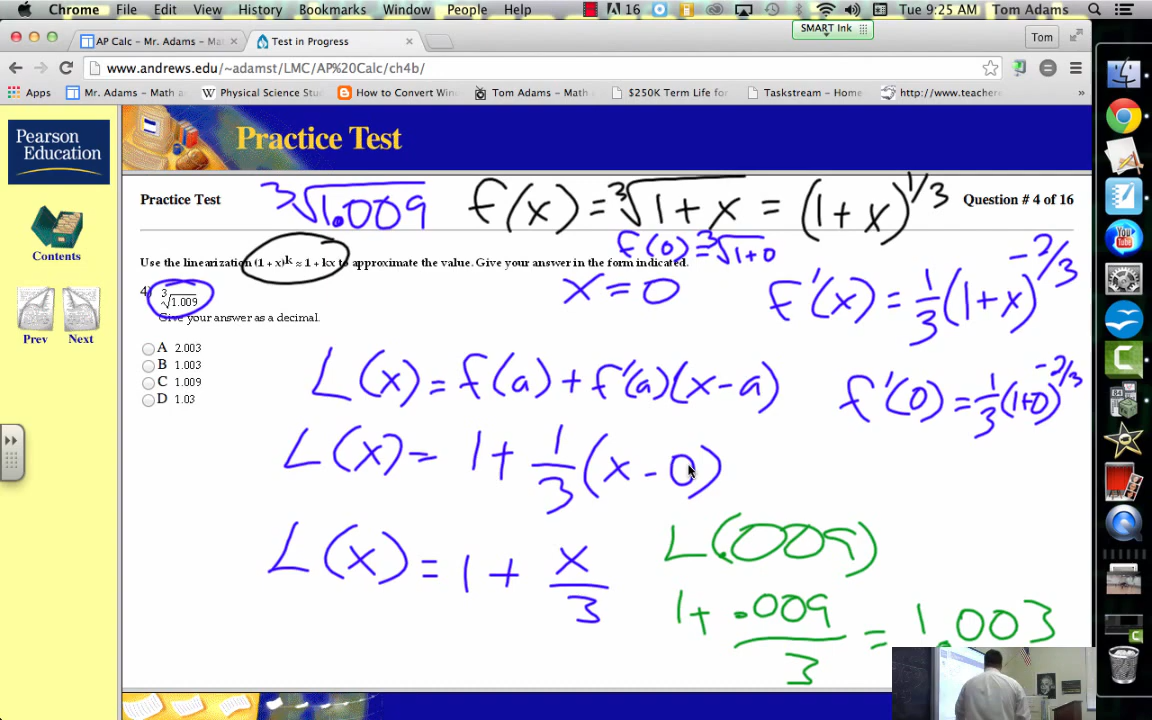 Chrome File Edit View History Bookmarks Window People Help 16 Tue 9:25 AM Tom Adams
SMART Ink
AP Calc – Mr. Adams – Ma
Test in Progress
Tom
www.andrews.edu/~adamst/LMC/AP%20Calc/ch4b/
Apps Mr. Adams – Math a Physical Science Stu How to Convert Win Tom Adams – Math $250K Term Life for Taskstream – Home http://www.teacher »
Pearson
Education
Practice Test
Practice Test
∛1.009 f(x) = ∛1+x = (1+x)^1/3
Question # 4 of 16
f(0) = ∛1+0
Use the linearization (1 + x)^k ≈ 1 + kx to approximate the value. Give your answer in the form indicated.
4) ∛1.009
Give your answer as a decimal.
x = 0
f'(x) = 1/3 (1+x)^-2/3
Contents
Prev Next
A 2.003
B 1.003
C 1.009
D 1.03
L(x) = f(a) + f'(a)(x-a)
f'(0) = 1/3 (1+0)^-2/3
L(x) = 1 + 1/3 (x - 0)
L(x) = 1 + x/3
L(.009)
1 + .009/3 = 1.003